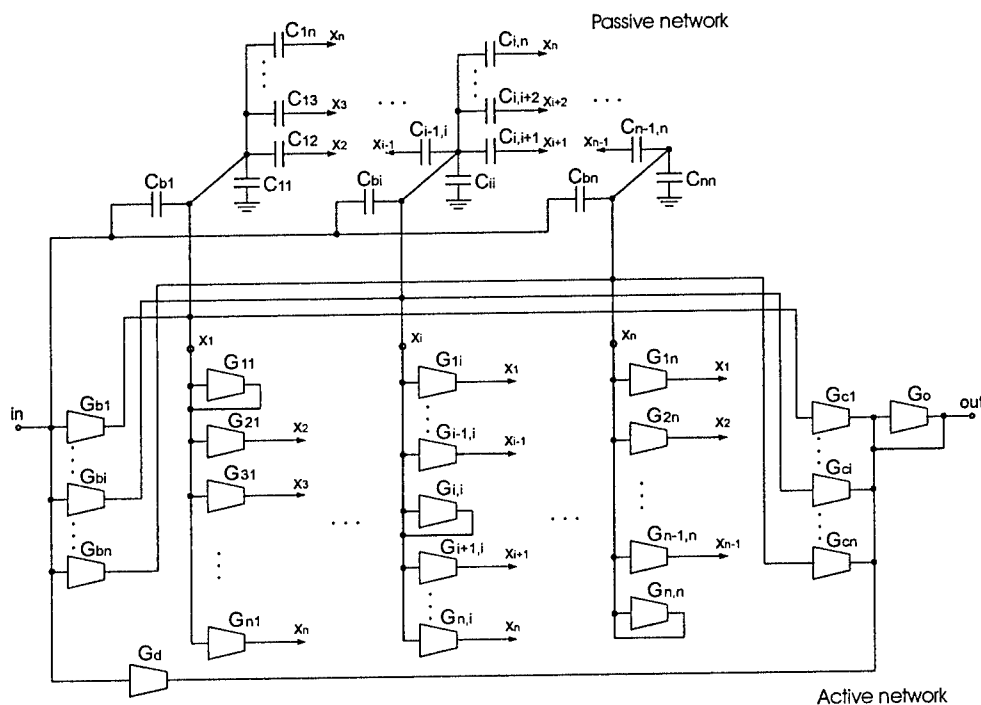 Passive network
C1n xn
Ci,n xn
C13 x3
Ci,i+2 xi+2
C12 x2
Ci-1,i xi-1
Ci,i+1 xi+1
Cn-1,n xn-1
Cb1 C11
Cbi Cii
Cbn Cnn
x1 xi xn
G11 G1i x1 G1n x1
in Gb1 G21 x2 Gi-1,i xi-1 G2n x2 Gc1 Go out
Gbi G31 x3 Gi,i Gci
Gbn Gi+1,i xi+1 Gn-1,n xn-1 Gcn
Gn1 xn Gn,i xn Gn,n
Gd
Active network